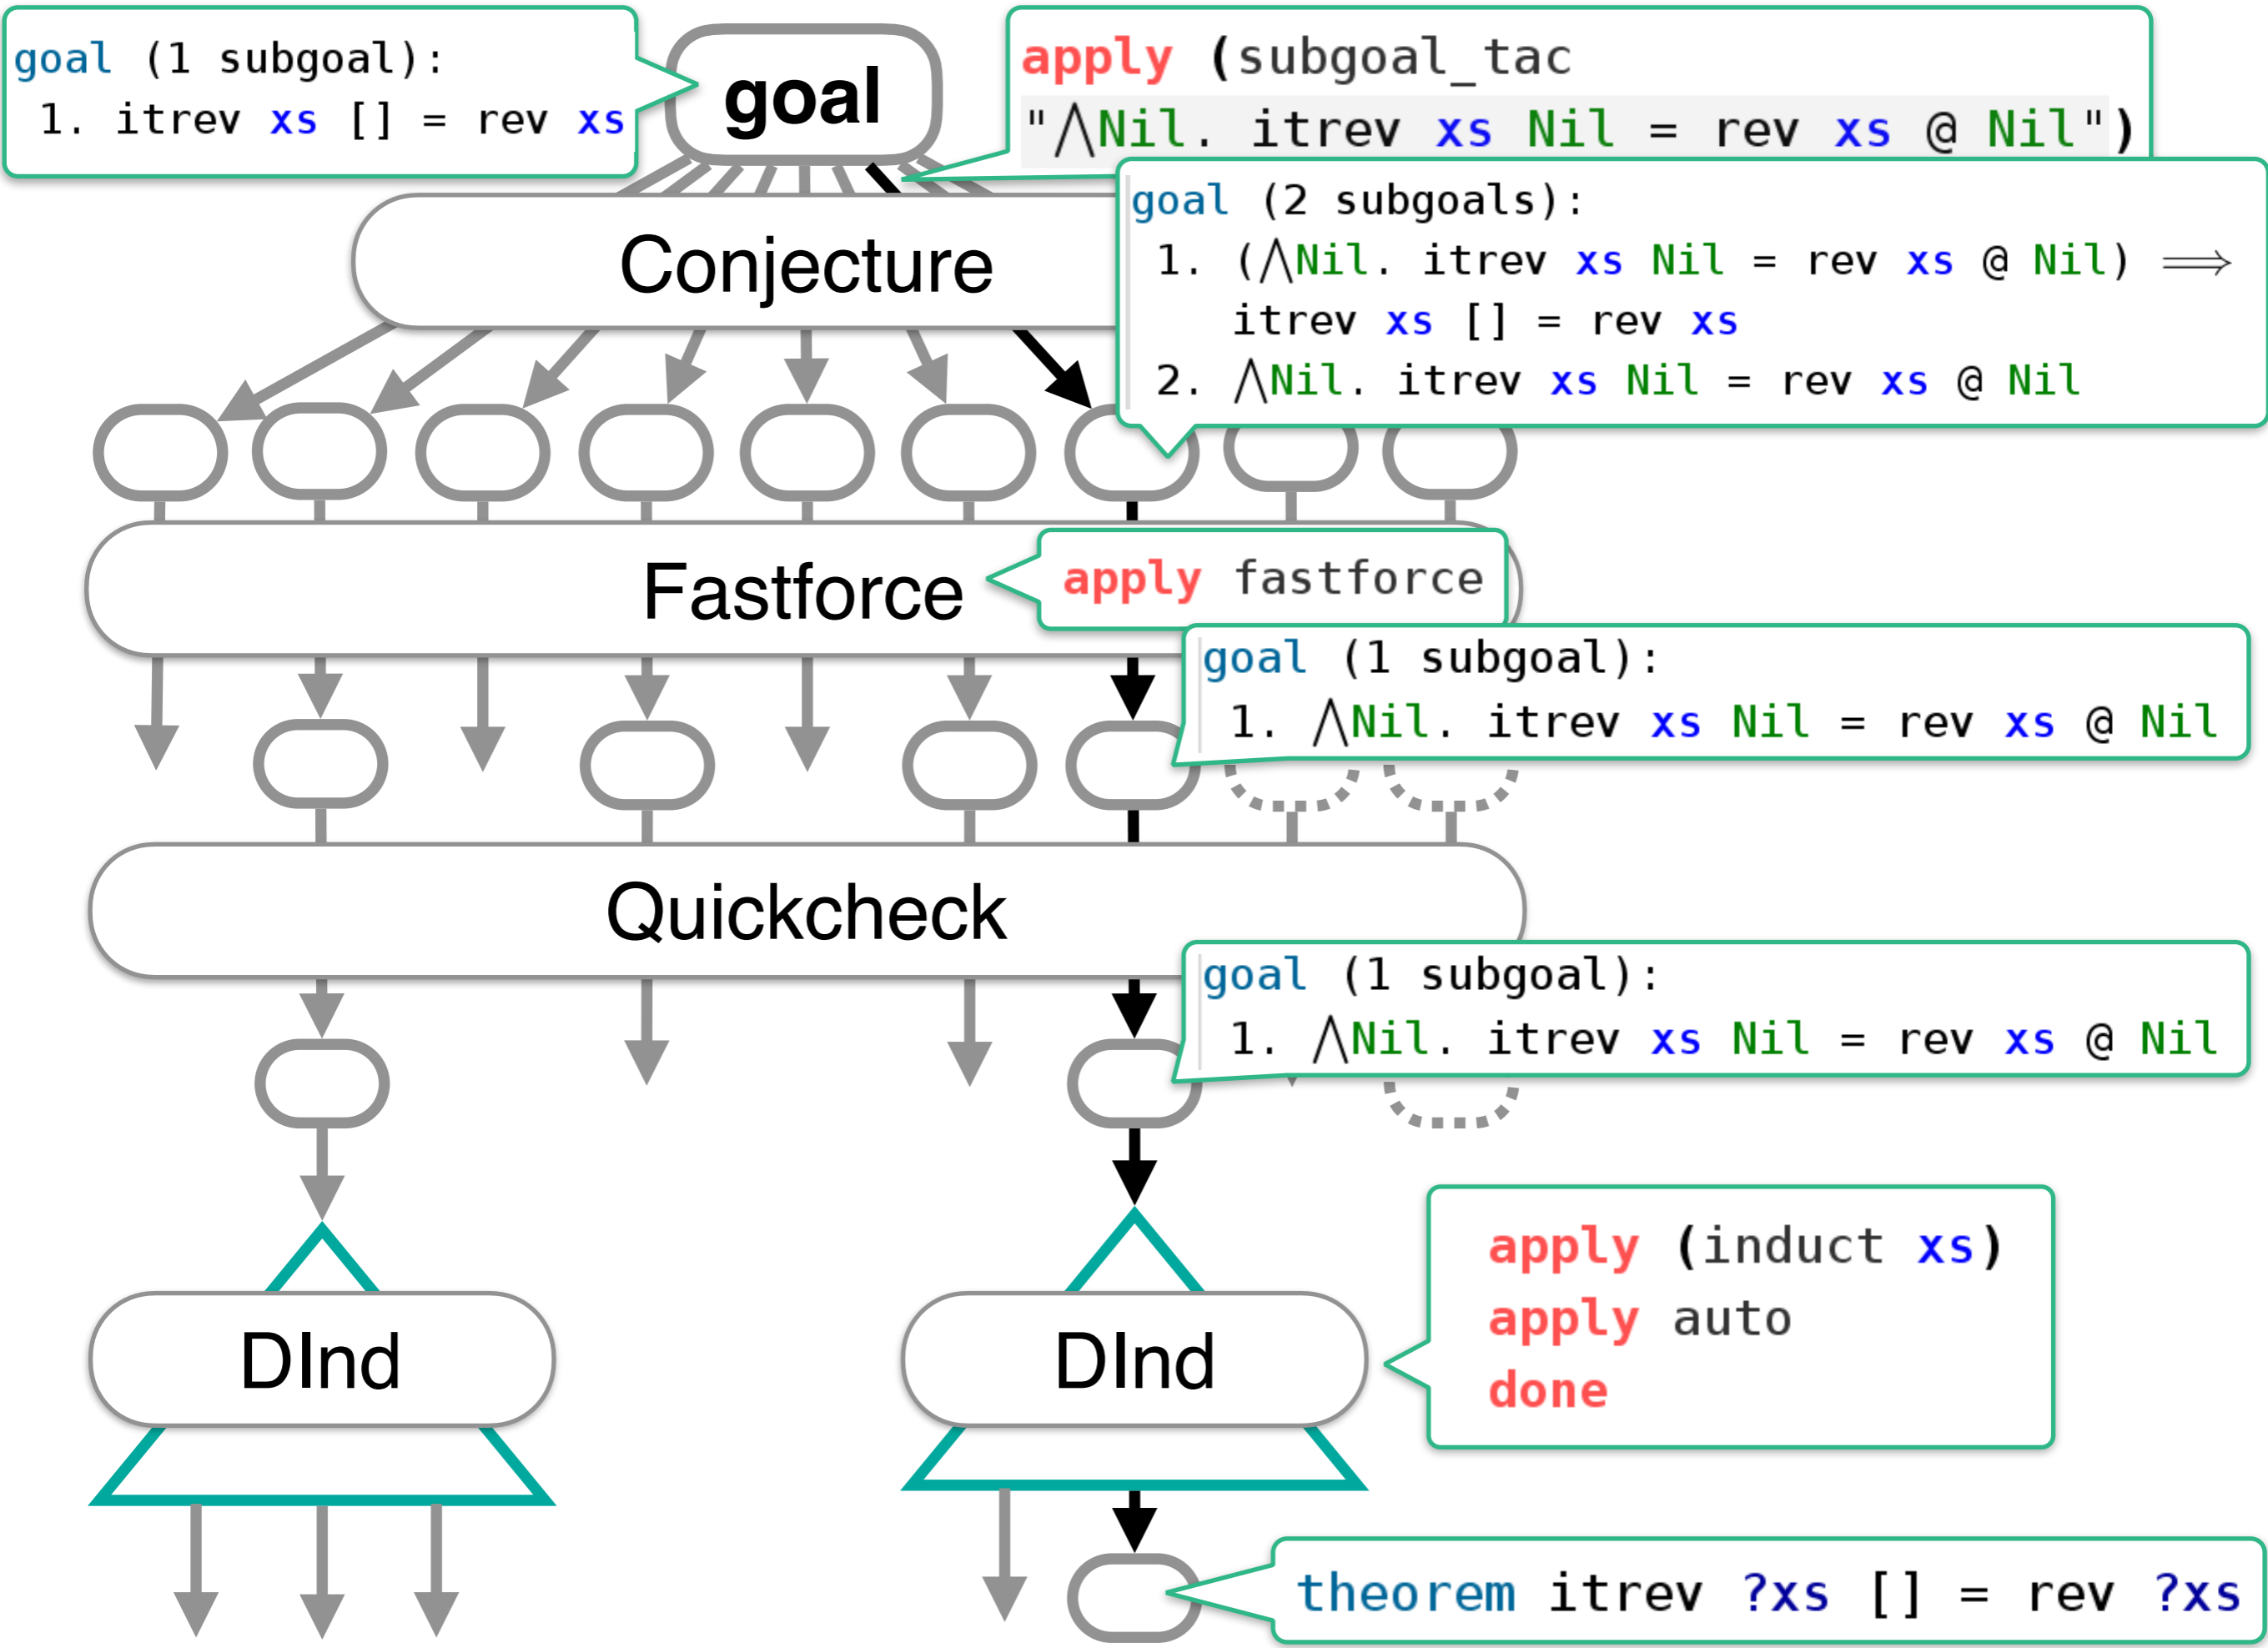 goal (1 subgoal):
1. itrev xs [] = rev xs
goal
apply (subgoal_tac
"⋀Nil. itrev xs Nil = rev xs @ Nil")
Conjecture
goal (2 subgoals):
1. (⋀Nil. itrev xs Nil = rev xs @ Nil) ⟹
itrev xs [] = rev xs
2. ⋀Nil. itrev xs Nil = rev xs @ Nil
Fastforce
apply fastforce
goal (1 subgoal):
1. ⋀Nil. itrev xs Nil = rev xs @ Nil
Quickcheck
goal (1 subgoal):
1. ⋀Nil. itrev xs Nil = rev xs @ Nil
DInd
DInd
apply (induct xs)
apply auto
done
theorem itrev ?xs [] = rev ?xs